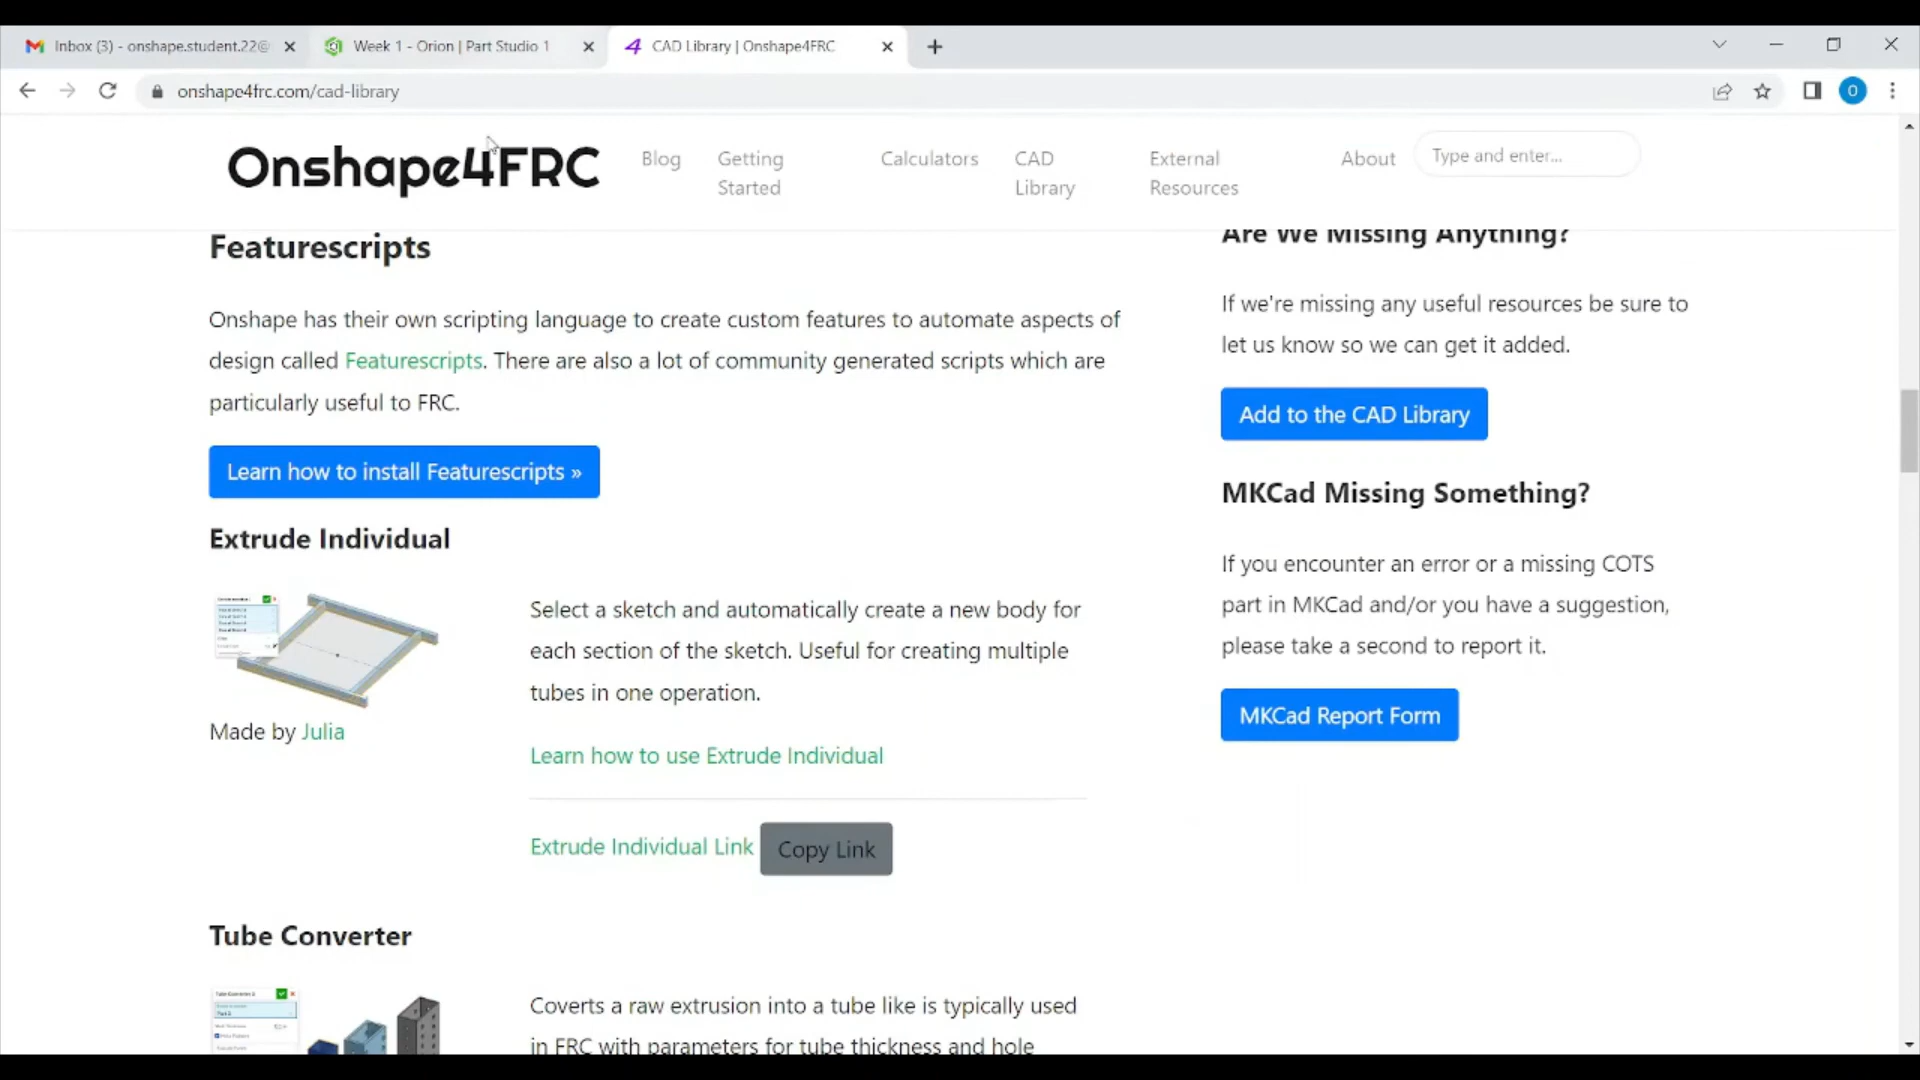 Inbox (3) - onshape.student.22@
Week 1 - Orion | Part Studio 1
CAD Library | Onshape4FRC
onshape4frc.com/cad-library
O
Onshape4FRC
Blog
Getting
Started
Calculators
CAD
Library
External
Resources
About
Type and enter...
Featurescripts
Onshape has their own scripting language to create custom features to automate aspects of
design called Featurescripts. There are also a lot of community generated scripts which are
particularly useful to FRC.
Learn how to install Featurescripts »
Extrude Individual
Select a sketch and automatically create a new body for
each section of the sketch. Useful for creating multiple
tubes in one operation.
Made by Julia
Learn how to use Extrude Individual
Extrude Individual Link
Copy Link
Tube Converter
Coverts a raw extrusion into a tube like is typically used
in FRC with parameters for tube thickness and hole
Are We Missing Anything?
If we're missing any useful resources be sure to
let us know so we can get it added.
Add to the CAD Library
MKCad Missing Something?
If you encounter an error or a missing COTS
part in MKCad and/or you have a suggestion,
please take a second to report it.
MKCad Report Form